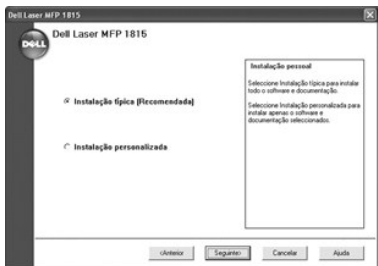 Dell Laser MFP 1815
DELL
Dell Laser MFP 1815
Instalação típica (Recomendada)
Instalação personalizada
Instalação pessoal
Seleccione Instalação típica para instalar
todo o software e documentação.
Seleccione Instalação personalizada para
instalar apenas o software e
documentação seleccionados.
<Anterior
Seguinte>
Cancelar
Ajuda